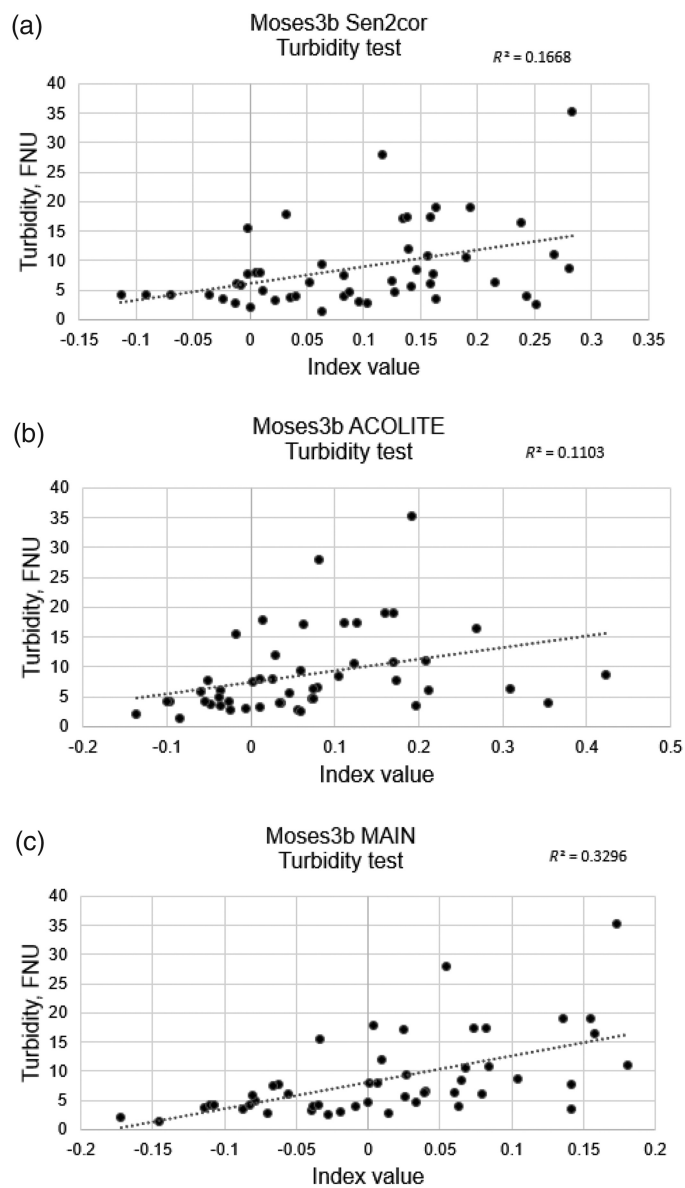 (a)
Moses3b Sen2cor
Turbidity test
R² = 0.1668
Turbidity, FNU
40
35
30
25
20
15
10
5
0
-0.15 -0.1 -0.05 0 0.05 0.1 0.15 0.2 0.25 0.3 0.35
Index value
(b)
Moses3b ACOLITE
Turbidity test
R² = 0.1103
Turbidity, FNU
40
35
30
25
20
15
10
5
0
-0.2 -0.1 0 0.1 0.2 0.3 0.4 0.5
Index value
(c)
Moses3b MAIN
Turbidity test
R² = 0.3296
Turbidity, FNU
40
35
30
25
20
15
10
5
0
-0.2 -0.15 -0.1 -0.05 0 0.05 0.1 0.15 0.2
Index value